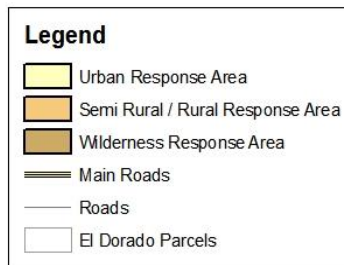 Legend
Urban Response Area
Semi Rural / Rural Response Area
Wilderness Response Area
Main Roads
Roads
El Dorado Parcels